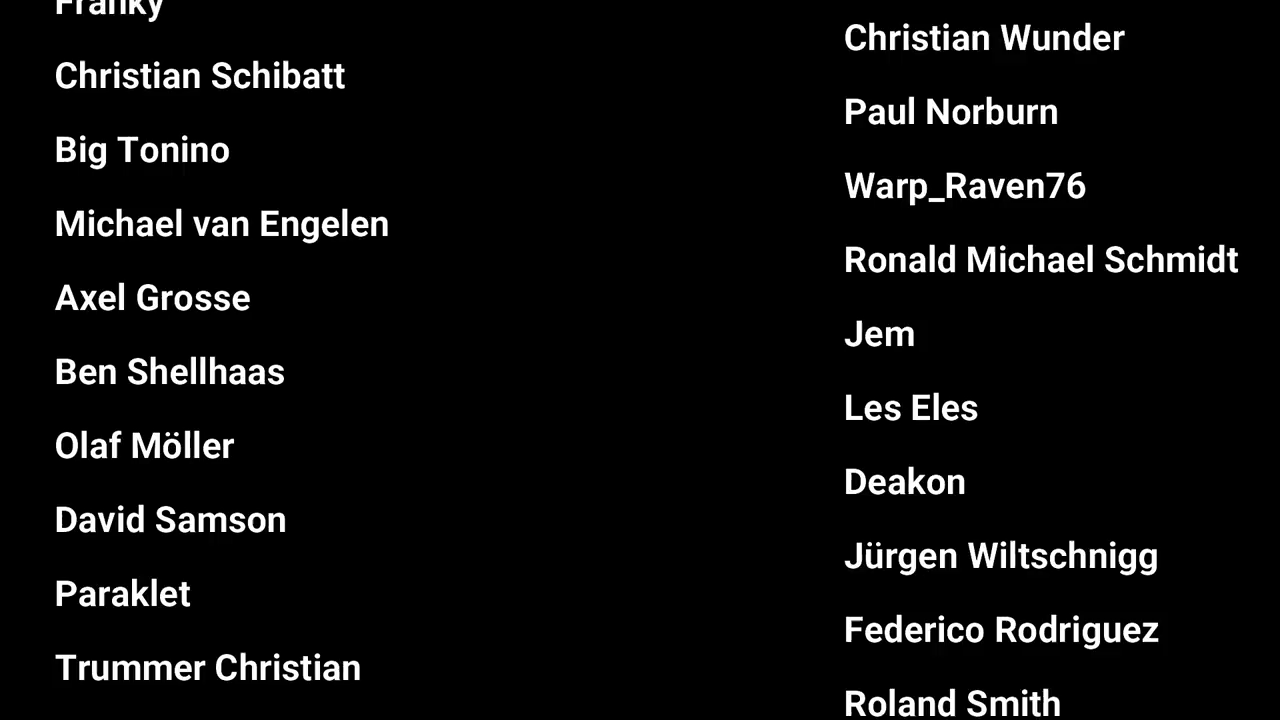 Franky
Christian Schibatt
Big Tonino
Michael van Engelen
Axel Grosse
Ben Shellhaas
Olaf Möller
David Samson
Paraklet
Trummer Christian
Christian Wunder
Paul Norburn
Warp_Raven76
Ronald Michael Schmidt
Jem
Les Eles
Deakon
Jürgen Wiltschnigg
Federico Rodriguez
Roland Smith